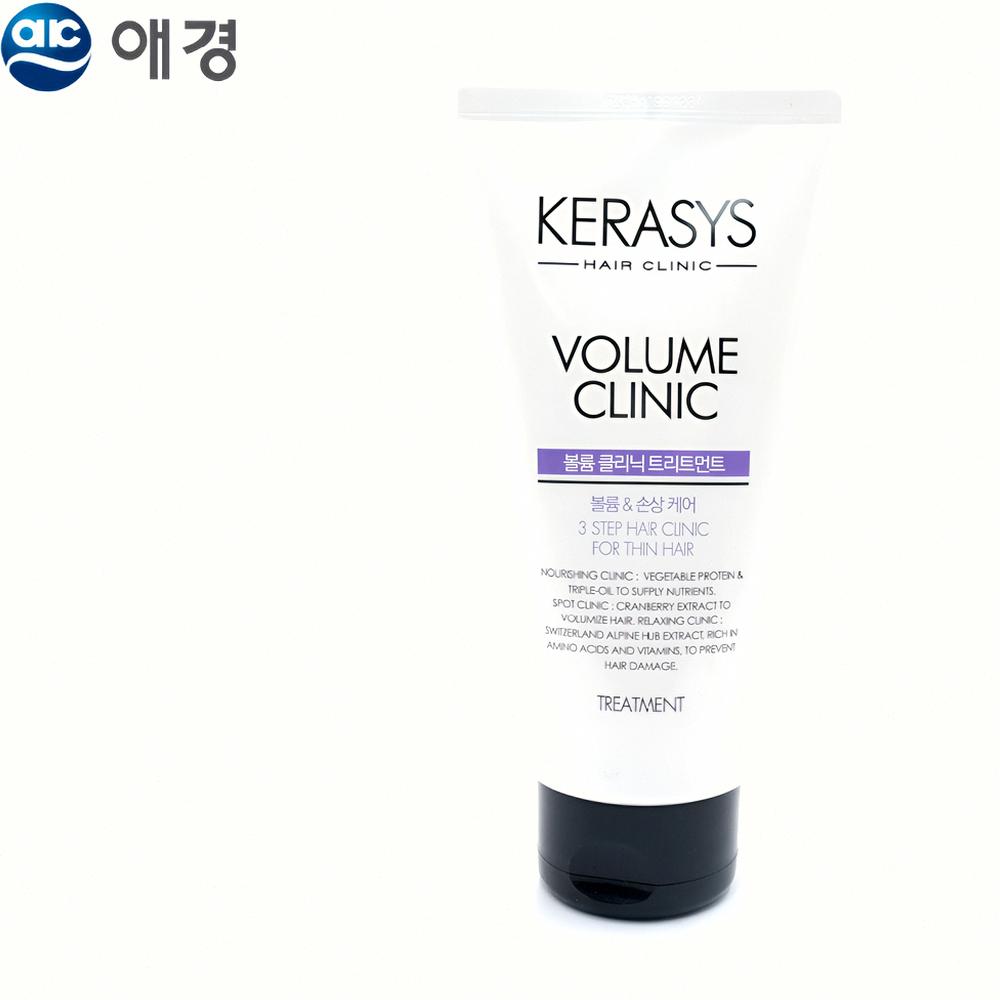 애경
KERASYS
HAIR CLINIC
VOLUME
CLINIC
볼륨 클리닉 트리트먼트
볼륨 & 손상 케어
3 STEP HAIR CLINIC
FOR THIN HAIR
NOURISHING CLINIC : VEGETABLE PROTEIN &
TRIPLE-OIL TO SUPPLY NUTRIENTS.
SPOT CLINIC : CRANBERRY EXTRACT TO
VOLUMIZE HAIR. RELAXING CLINIC :
SWITZERLAND ALPINE HUB EXTRACT, RICH IN
AMINO ACIDS AND VITAMINS, TO PREVENT
HAIR DAMAGE.
TREATMENT